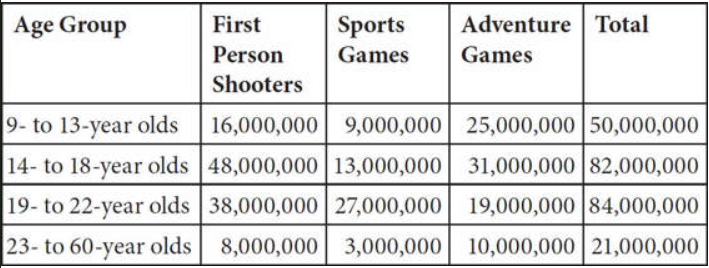 Age Group First Person Shooters Sports Games Adventure Games Total
9- to 13-year olds 16,000,000 9,000,000 25,000,000 50,000,000
14- to 18-year olds 48,000,000 13,000,000 31,000,000 82,000,000
19- to 22-year olds 38,000,000 27,000,000 19,000,000 84,000,000
23- to 60-year olds 8,000,000 3,000,000 10,000,000 21,000,000